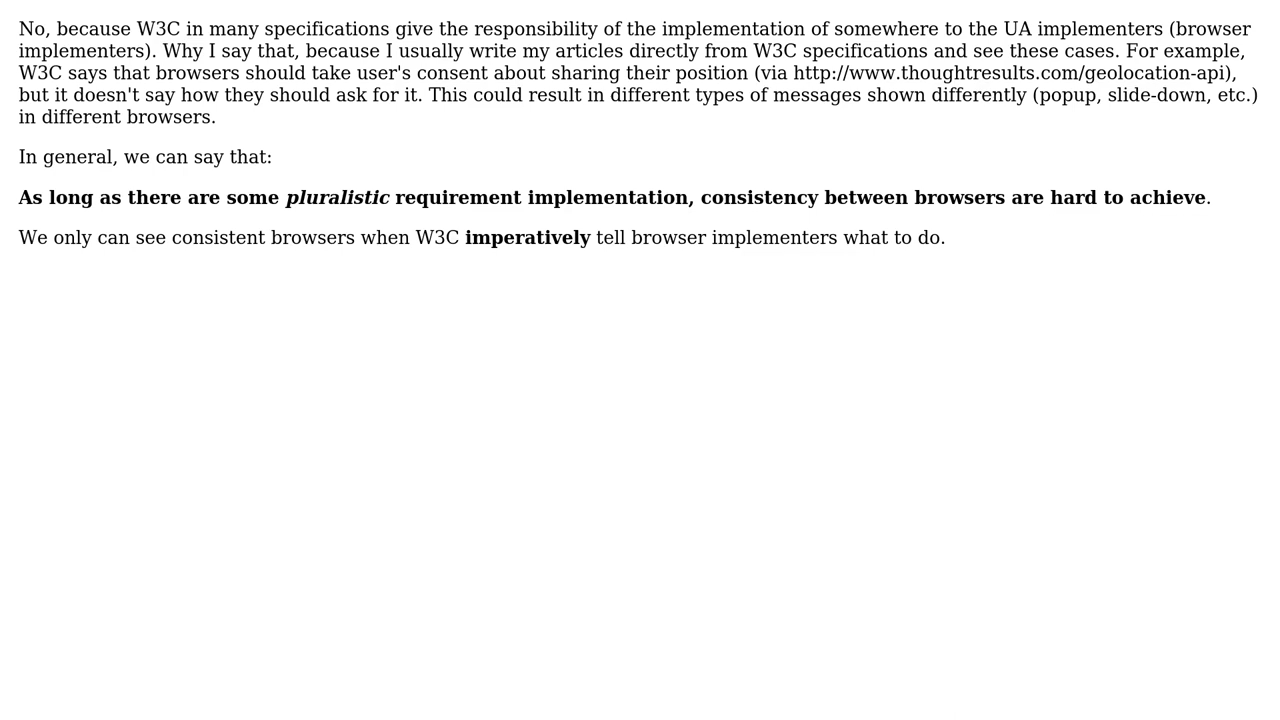 No, because W3C in many specifications give the responsibility of the implementation of somewhere to the UA implementers (browser
implementers). Why I say that, because I usually write my articles directly from W3C specifications and see these cases. For example,
W3C says that browsers should take user's consent about sharing their position (via http://www.thoughtresults.com/geolocation-api),
but it doesn't say how they should ask for it. This could result in different types of messages shown differently (popup, slide-down, etc.)
in different browsers.
In general, we can say that:
As long as there are some pluralistic requirement implementation, consistency between browsers are hard to achieve.
We only can see consistent browsers when W3C imperatively tell browser implementers what to do.